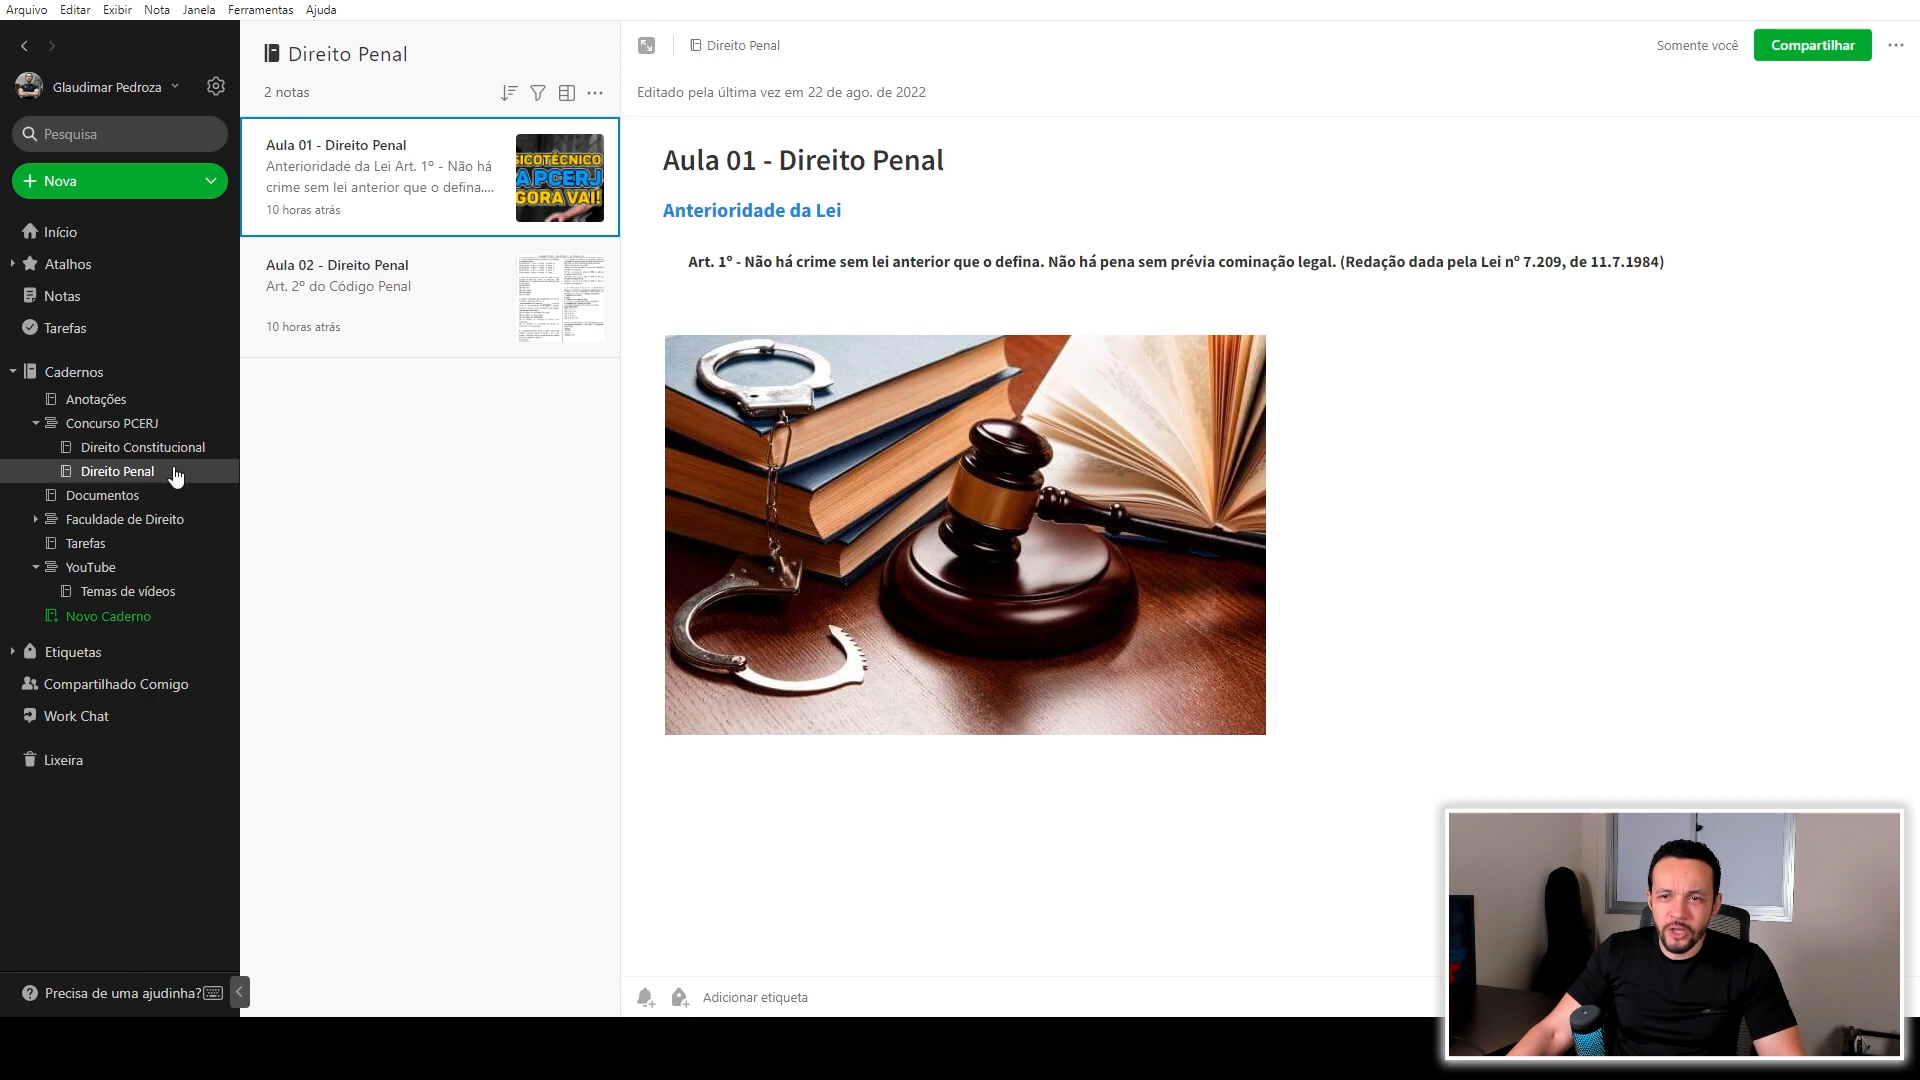 Arquivo Editar Exibir Nota Janela Ferramentas Ajuda
Glaudimar Pedroza
Pesquisa
Nova
Início
Atalhos
Notas
Tarefas
Cadernos
Anotações
Concurso PCERJ
Direito Constitucional
Direito Penal
Documentos
Faculdade de Direito
Tarefas
YouTube
Temas de vídeos
Novo Caderno
Etiquetas
Compartilhado Comigo
Work Chat
Lixeira
Precisa de uma ajudinha?
Direito Penal
2 notas
Aula 01 - Direito Penal
Anterioridade da Lei Art. 1º - Não há
crime sem lei anterior que o defina....
10 horas atrás
SICOTÉCNICO
A PCERJ
GORA VAI!
Aula 02 - Direito Penal
Art. 2º do Código Penal
10 horas atrás
Direito Penal
Somente você
Compartilhar
Editado pela última vez em 22 de ago. de 2022
Aula 01 - Direito Penal
Anterioridade da Lei
Art. 1º - Não há crime sem lei anterior que o defina. Não há pena sem prévia cominação legal. (Redação dada pela Lei nº 7.209, de 11.7.1984)
Adicionar etiqueta